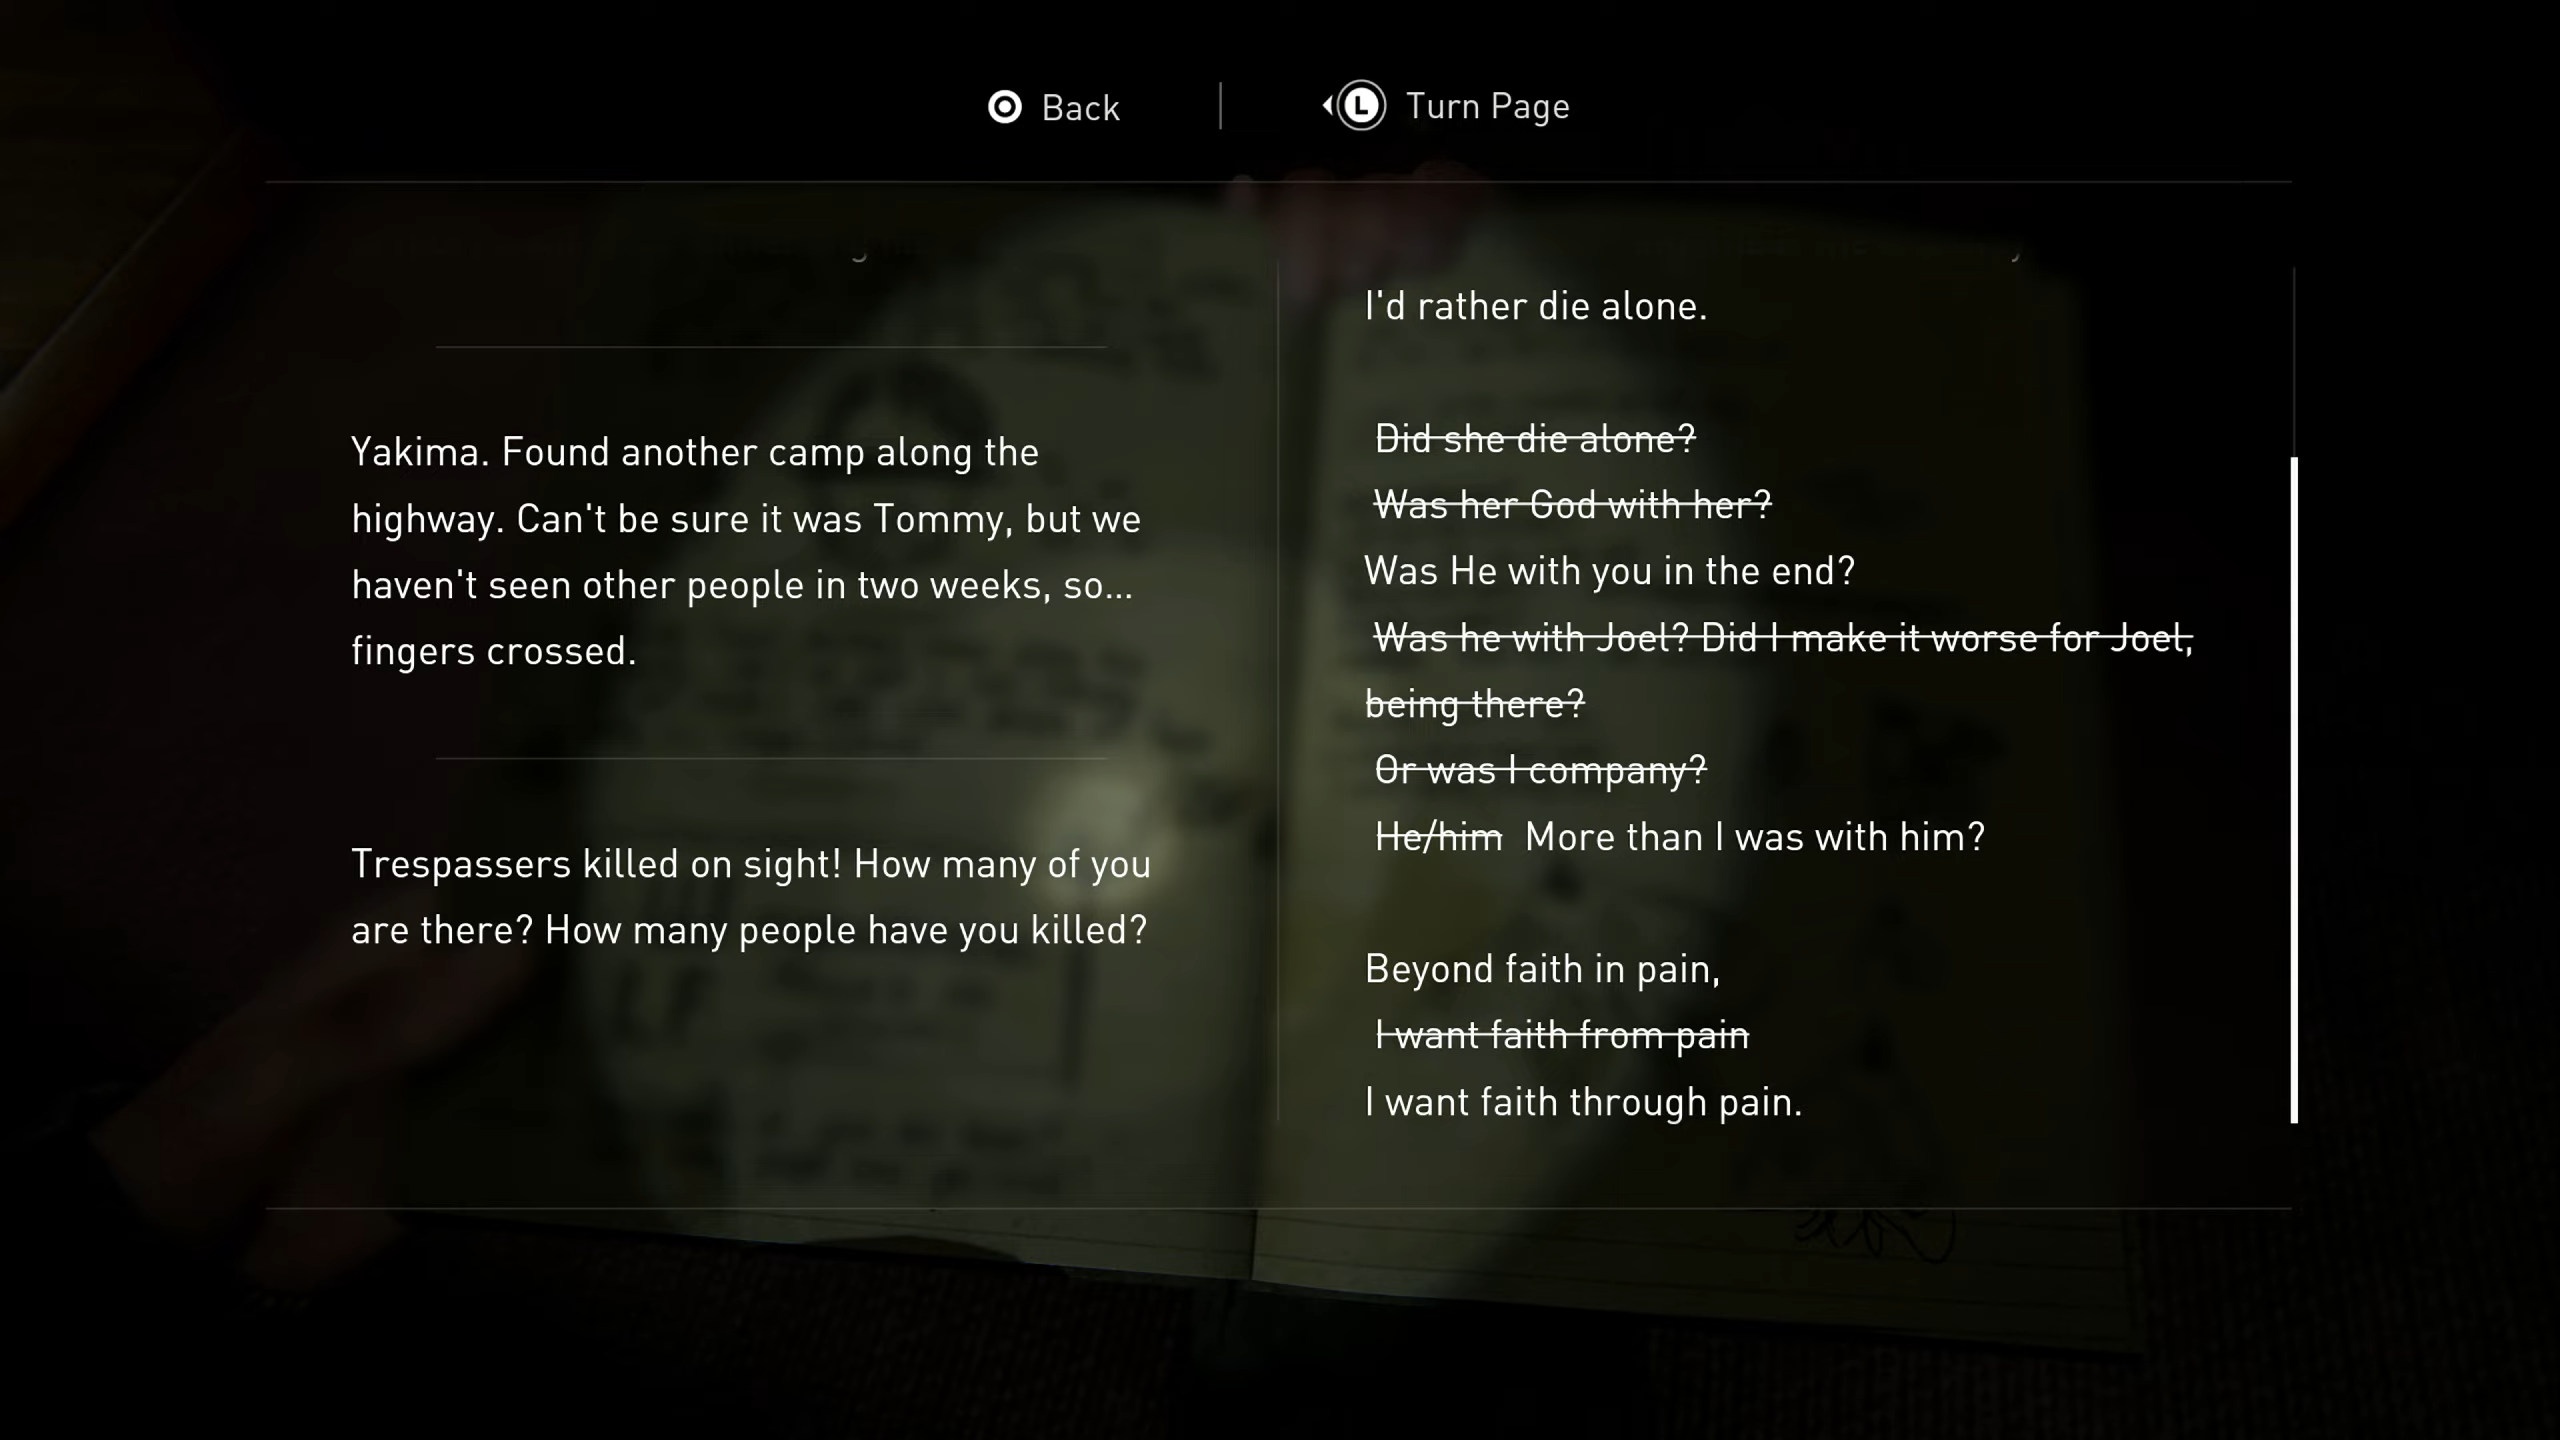 Back
L Turn Page
Yakima. Found another camp along the
highway. Can't be sure it was Tommy, but we
haven't seen other people in two weeks, so...
fingers crossed.
Trespassers killed on sight! How many of you
are there? How many people have you killed?
I'd rather die alone.
Did she die alone?
Was her God with her?
Was He with you in the end?
Was he with Joel? Did I make it worse for Joel,
being there?
Or was I company?
He/him More than I was with him?
Beyond faith in pain,
I want faith from pain
I want faith through pain.